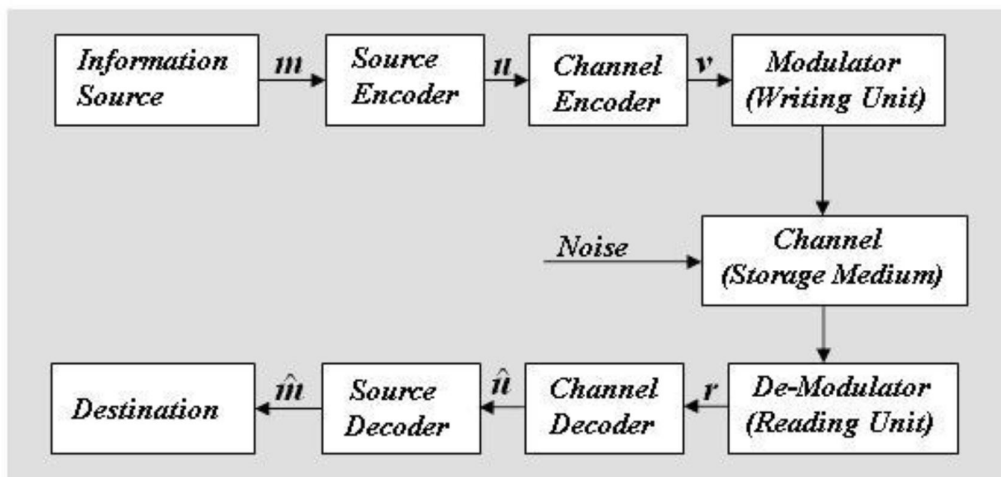 Information
Source
m
Source
Encoder
u
Channel
Encoder
v
Modulator
(Writing Unit)
Noise
Channel
(Storage Medium)
Destination
m̂
Source
Decoder
û
Channel
Decoder
r
De-Modulator
(Reading Unit)